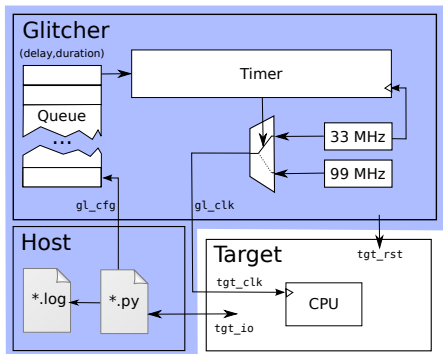 Glitcher
(delay,duration)
Timer
Queue
...
33 MHz
99 MHz
gl_cfg
gl_clk
Host
Target
tgt_rst
tgt_clk
*.log
*.py
CPU
tgt_io